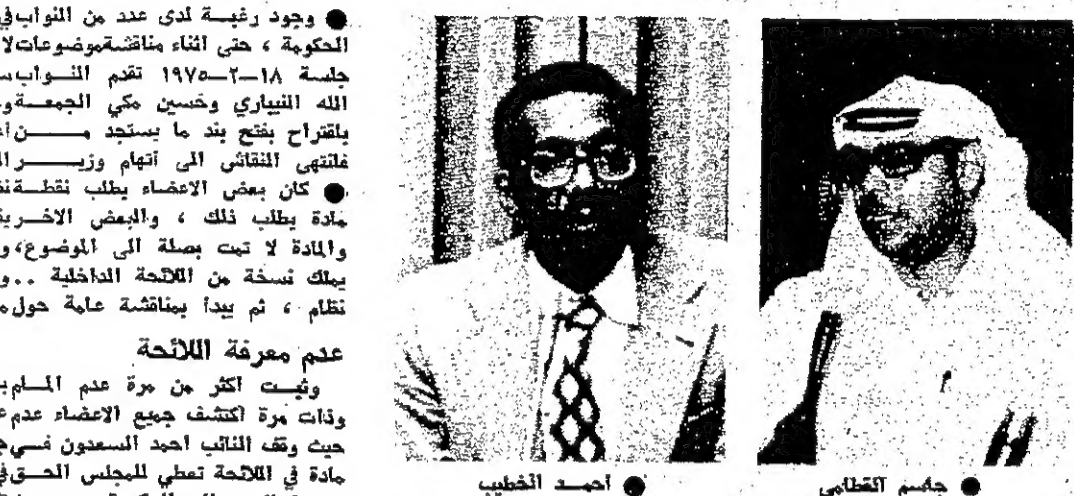 ● وجود رغبة لدى عدد من النواب في
الحكومة ، حتى اثناء مناقشة موضوعات لا
جلسة ١٨—٢—١٩٧٥ تقدم النواب
الله النيباري وحسين مكي الجمعة و
باقتراح بفتح بند ما يستجد من
فانتهى النقاش الى اتهام وزير
● كان بعض الاعضاء يطلب نقطة
مادة يطلب ذلك ، والبعض الاخر
والمادة لا تمت بصلة الى الموضوع، و
يملك نسخة من اللائحة الداخلية .. و
نظام ، ثم يبدأ بمناقشة عامة حول
عدم معرفة اللائحة
وثبت اكثر من مرة عدم المام
وذات مرة اكتشف جميع الاعضاء عدم
حيث وقف النائب احمد السعدون في
مادة في اللائحة تعطي للمجلس الحق في
● احمد الخطيب
● جاسم القطامي